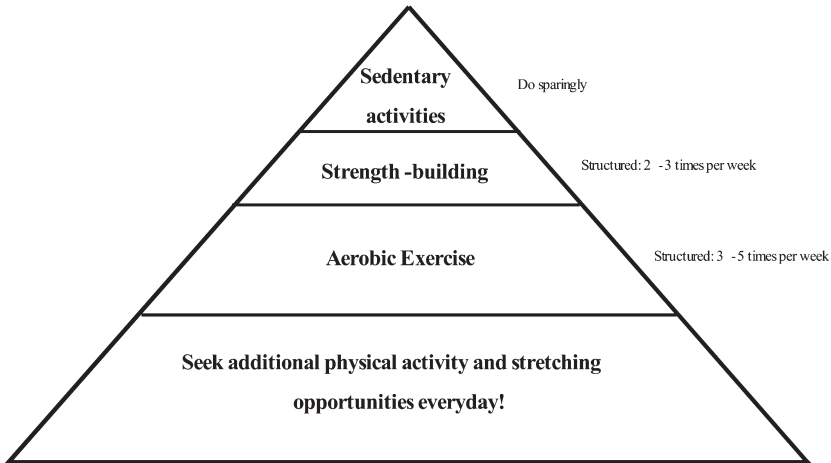 Sedentary
activities
Do sparingly
Strength -building
Structured: 2 -3 times per week
Aerobic Exercise
Structured: 3 -5 times per week
Seek additional physical activity and stretching
opportunities everyday!